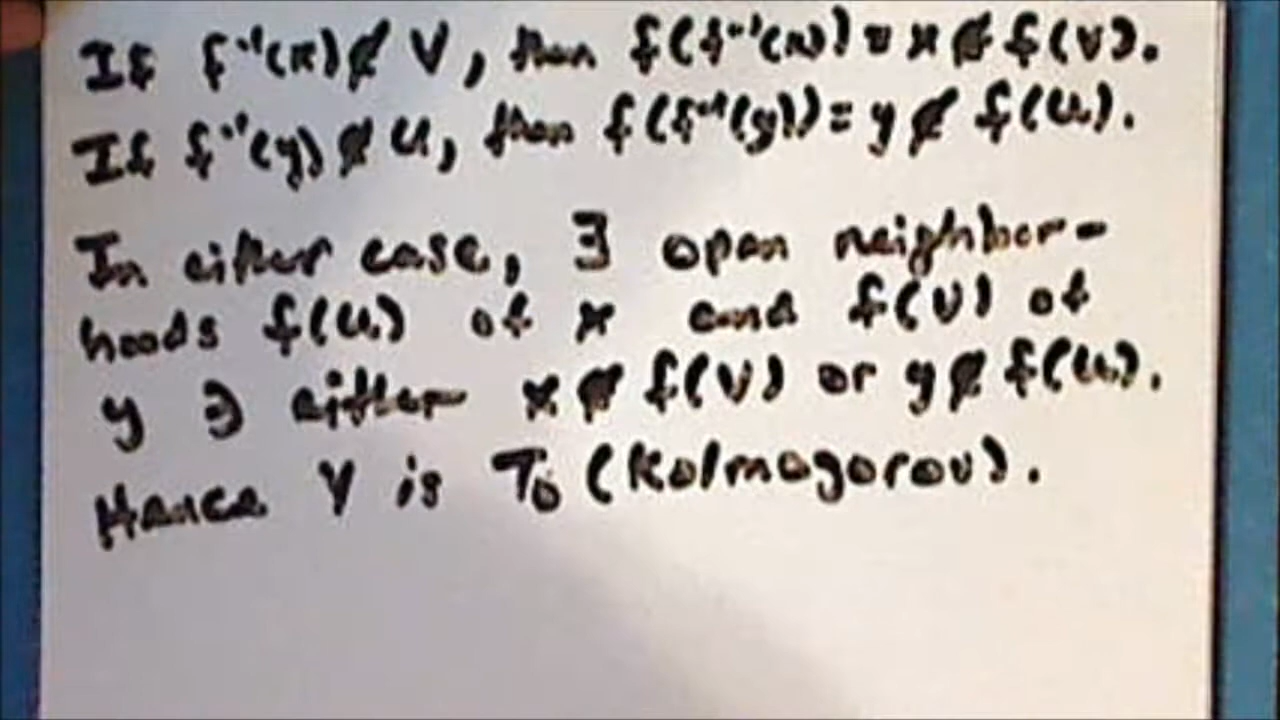 If f⁻¹(x) ∉ V, then f(f⁻¹(x)) = x ∉ f(V).
If f⁻¹(y) ∉ U, then f(f⁻¹(y)) = y ∉ f(U).
In either case, ∃ open neighbor-
hoods f(U) of x and f(V) of
y ∋ either x ∉ f(V) or y ∉ f(U).
Hence Y is T₀ (Kolmogorov).